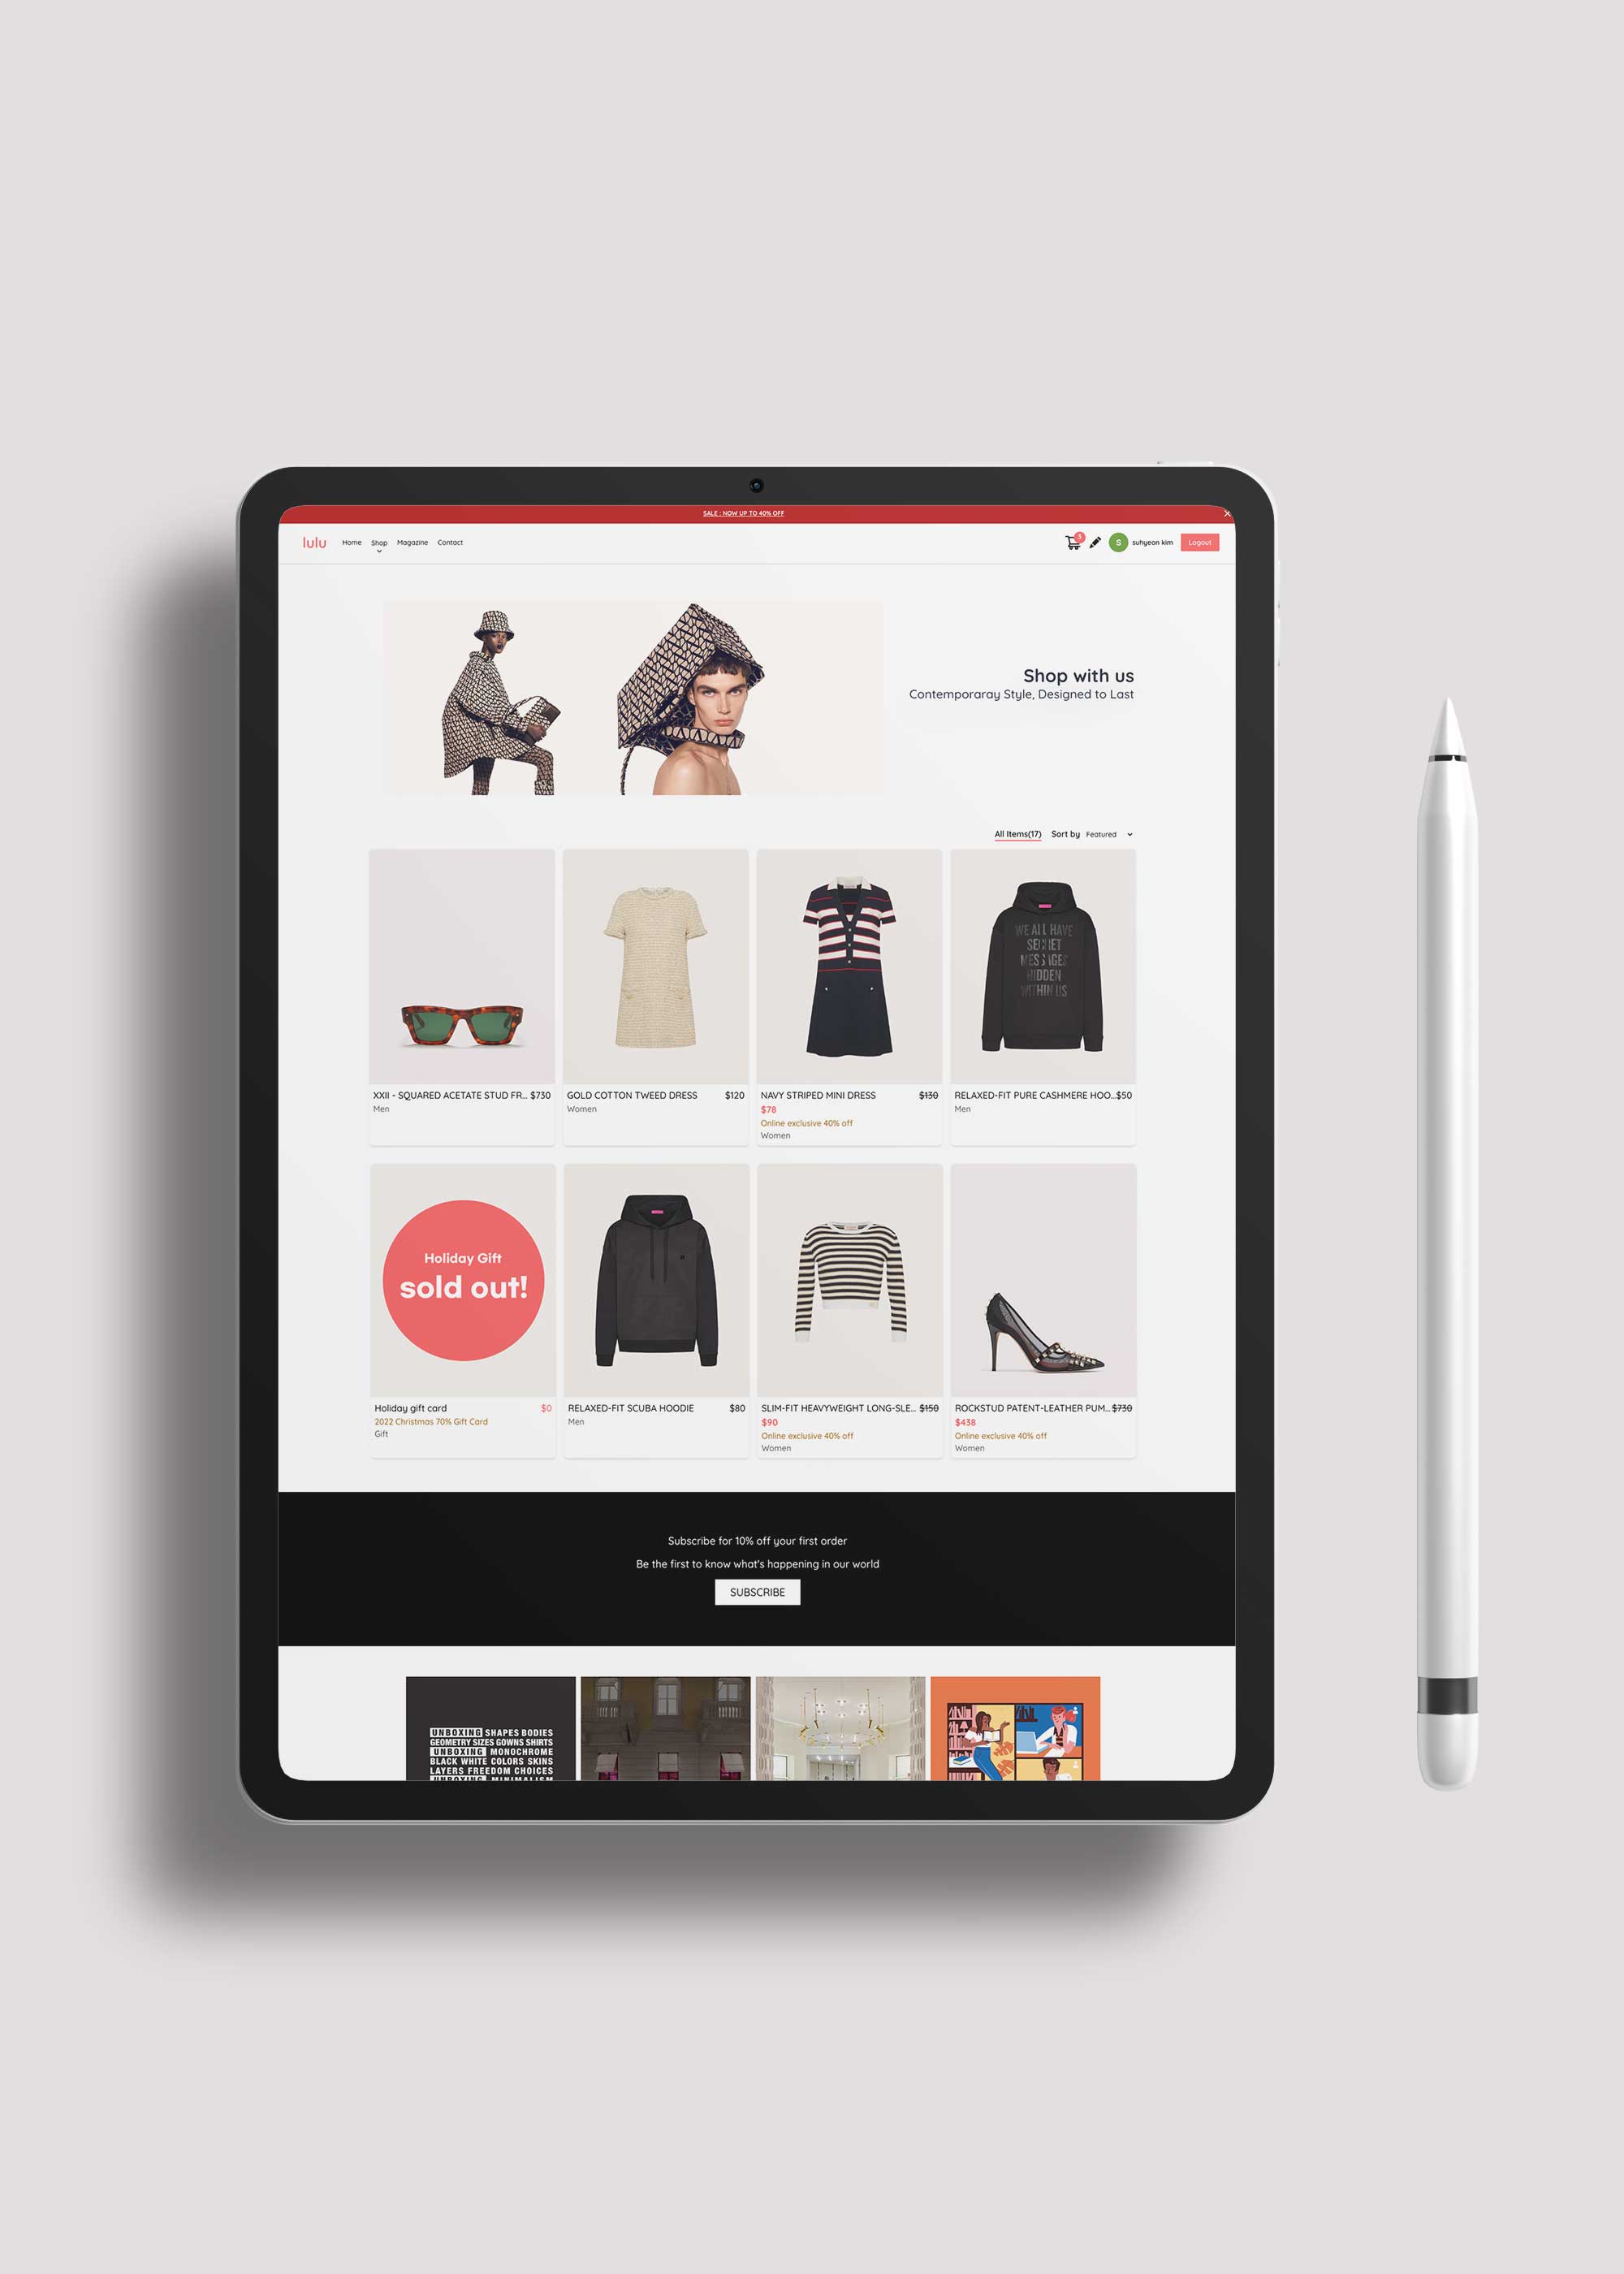 SALE : NOW UP TO 40% OFF
lulu Home Shop Magazine Contact 3 S suhyeon kim Logout
Shop with us
Contemporaray Style, Designed to Last
All Items(17) Sort by Featured
WE ALL HAVE
SECRET
MESSAGES
HIDDEN
WITHIN US
XXII - SQUARED ACETATE STUD FR... $730
Men
GOLD COTTON TWEED DRESS $120
Women
NAVY STRIPED MINI DRESS $130
$78
Online exclusive 40% off
Women
RELAXED-FIT PURE CASHMERE HOO...$50
Men
Holiday Gift
sold out!
Holiday gift card $0
2022 Christmas 70% Gift Card
Gift
RELAXED-FIT SCUBA HOODIE $80
Men
SLIM-FIT HEAVYWEIGHT LONG-SLE... $150
$90
Online exclusive 40% off
Women
ROCKSTUD PATENT-LEATHER PUM... $730
$438
Online exclusive 40% off
Women
Subscribe for 10% off your first order
Be the first to know what's happening in our world
SUBSCRIBE
UNBOXING SHAPES BODIES
GEOMETRY SIZES GOWNS SHIRTS
UNBOXING MONOCHROME
BLACK WHITE COLORS SKINS
LAYERS FREEDOM CHOICES
UNBOXING MINIMALISM